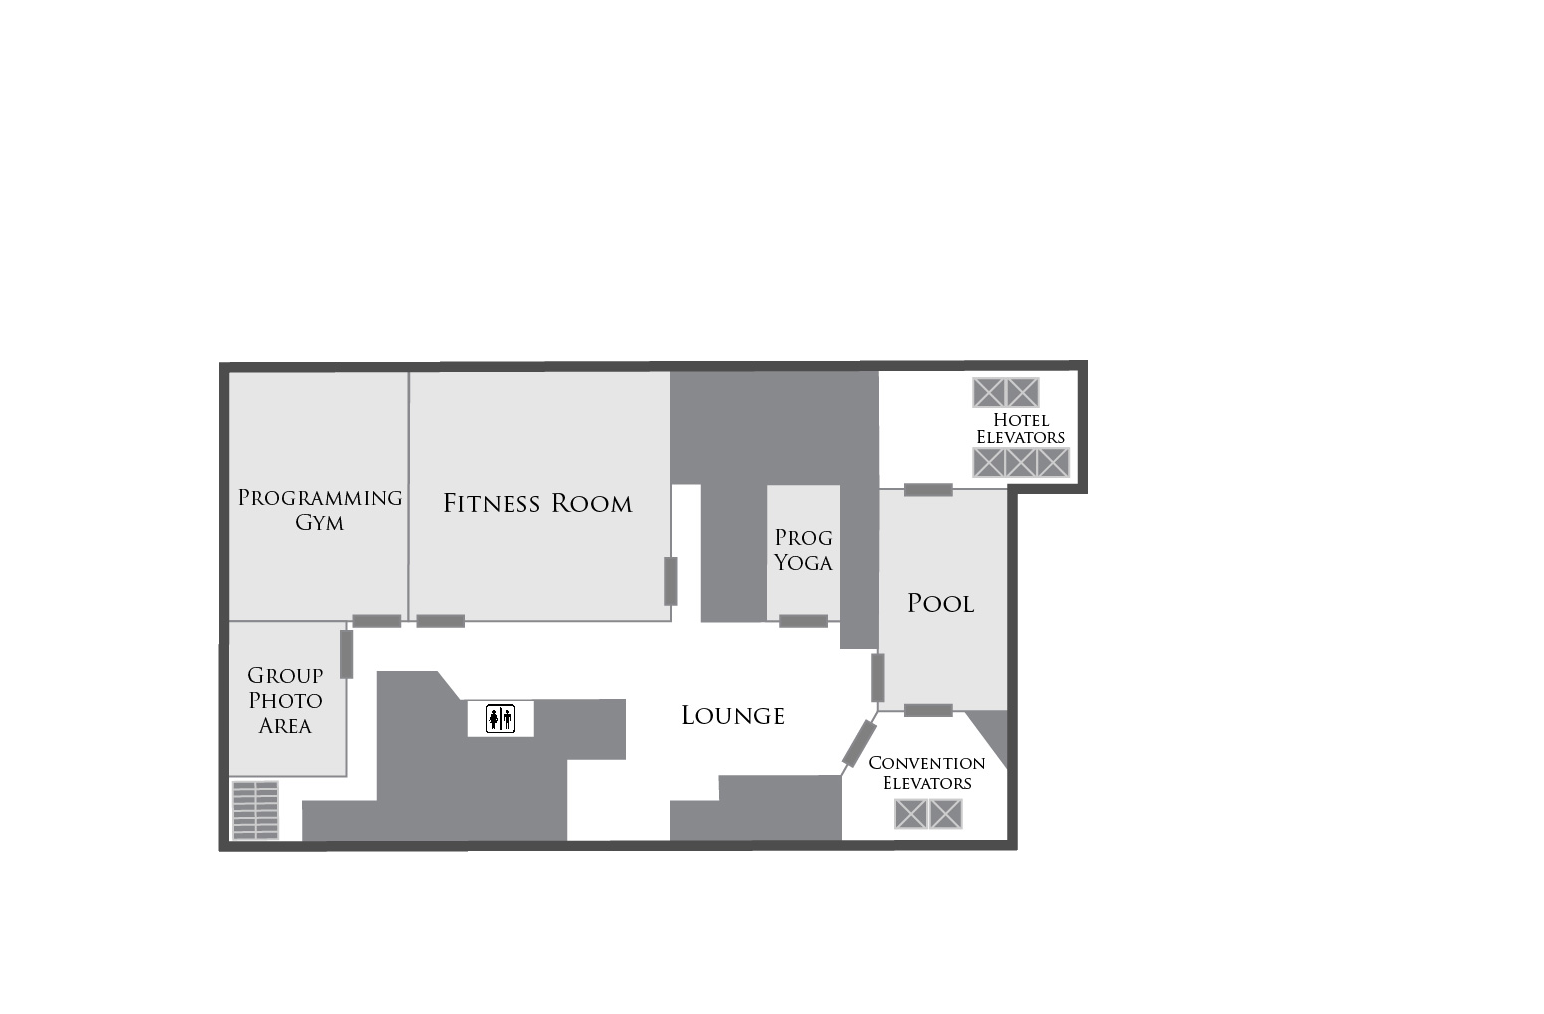 Hotel
Elevators
Programming
Gym
Fitness Room
Prog
Yoga
Pool
Group
Photo
Area
Lounge
Convention
Elevators